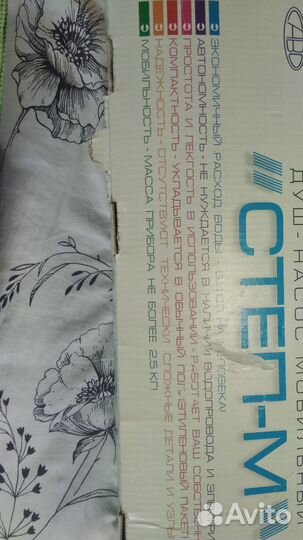 ДУШ-НАСОС МОБИЛЬНЫЙ
СТЕП-М
ЭКОНОМИЧНЫЙ РАСХОД ВОДЫ -
АВТОНОМНОСТЬ - НЕ НУЖДАЕТСЯ В НАЛИЧИИ ВОДОПРОВОДА И
ПРОСТОТА И ЛЕГКОСТЬ В ИСПОЛЬЗОВАНИИ - РАБОТАЕТ ВАШ
КОМПАКТНОСТЬ - УКЛАДЫВАЕТСЯ В ОБЫЧНЫЙ ПОЛИЭТИЛЕНОВЫЙ ПАКЕТ
НАДЕЖНОСТЬ - ОТСУТСТВУЮТ ТЕХНИЧЕСКИ СЛОЖНЫЕ ДЕТАЛИ И УЗЛЫ
МОБИЛЬНОСТЬ - МАССА ПРИБОРА НЕ БОЛЕЕ 2,5 КГ
Avito